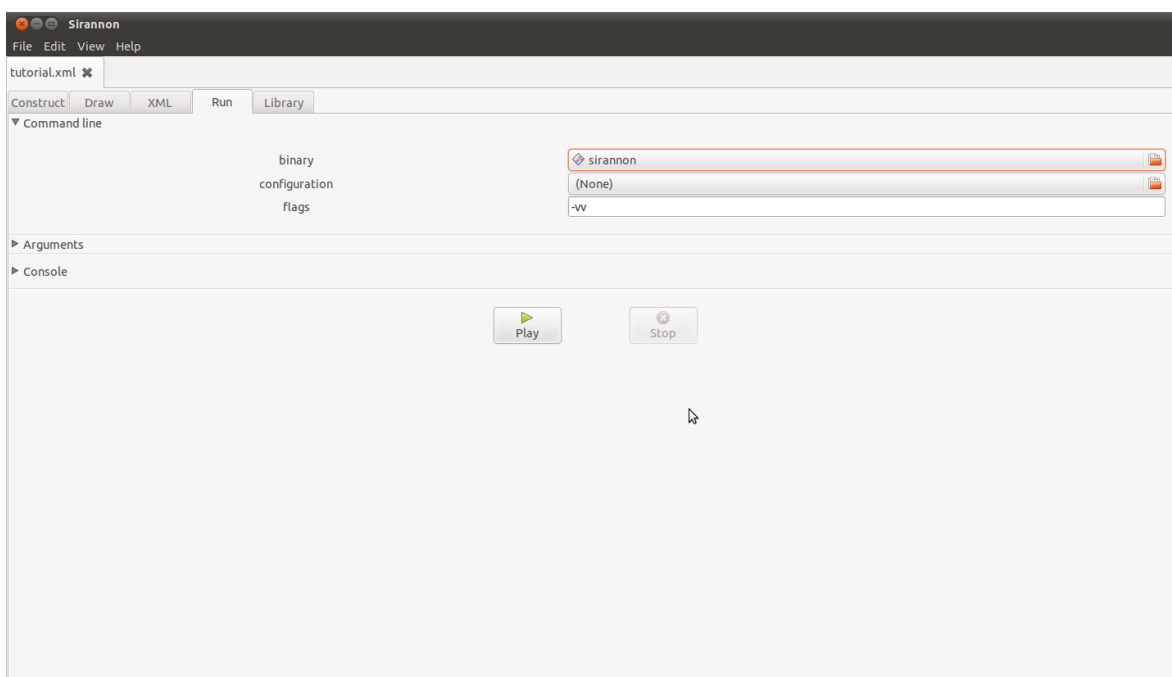 Sirannon
File Edit View Help
tutorial.xml
Construct Draw XML Run Library
Command line
binary sirannon
configuration (None)
flags -vv
Arguments
Console
Play Stop